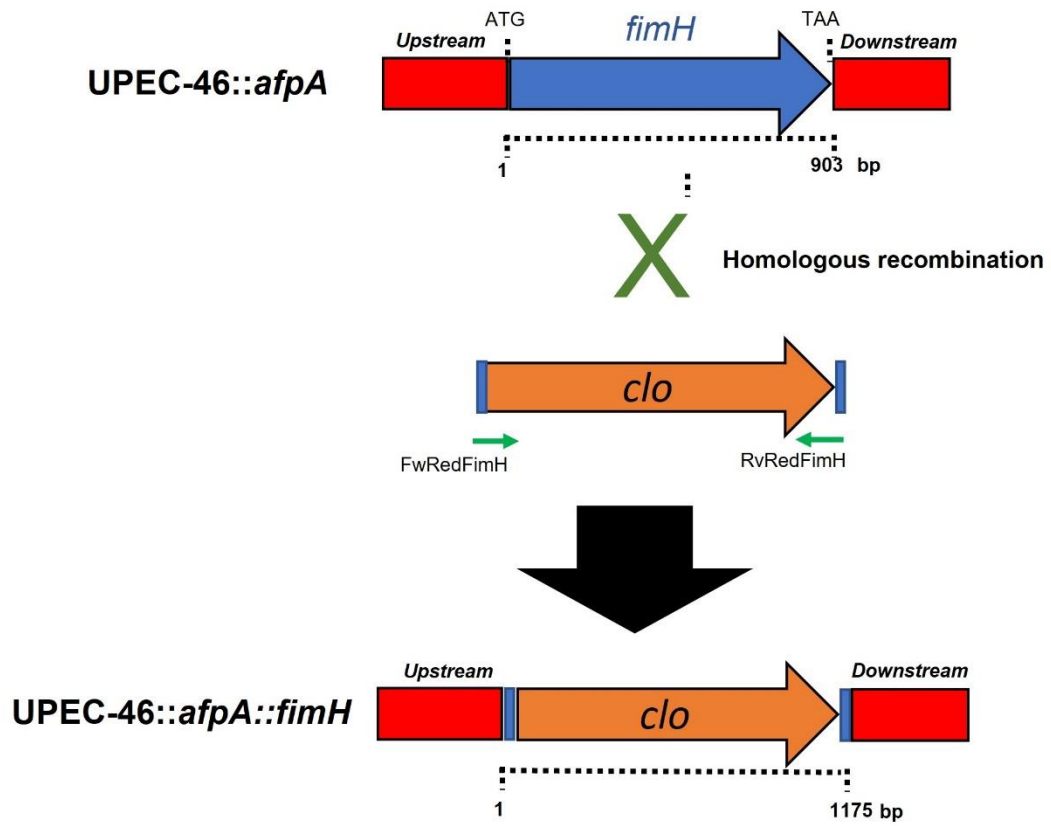 ATG
TAA
Upstream
fimH
Downstream
UPEC-46::afpA
1
903 bp
X
Homologous recombination
clo
FwRedFimH
RvRedFimH
Upstream
Downstream
UPEC-46::afpA::fimH
clo
1
1175 bp